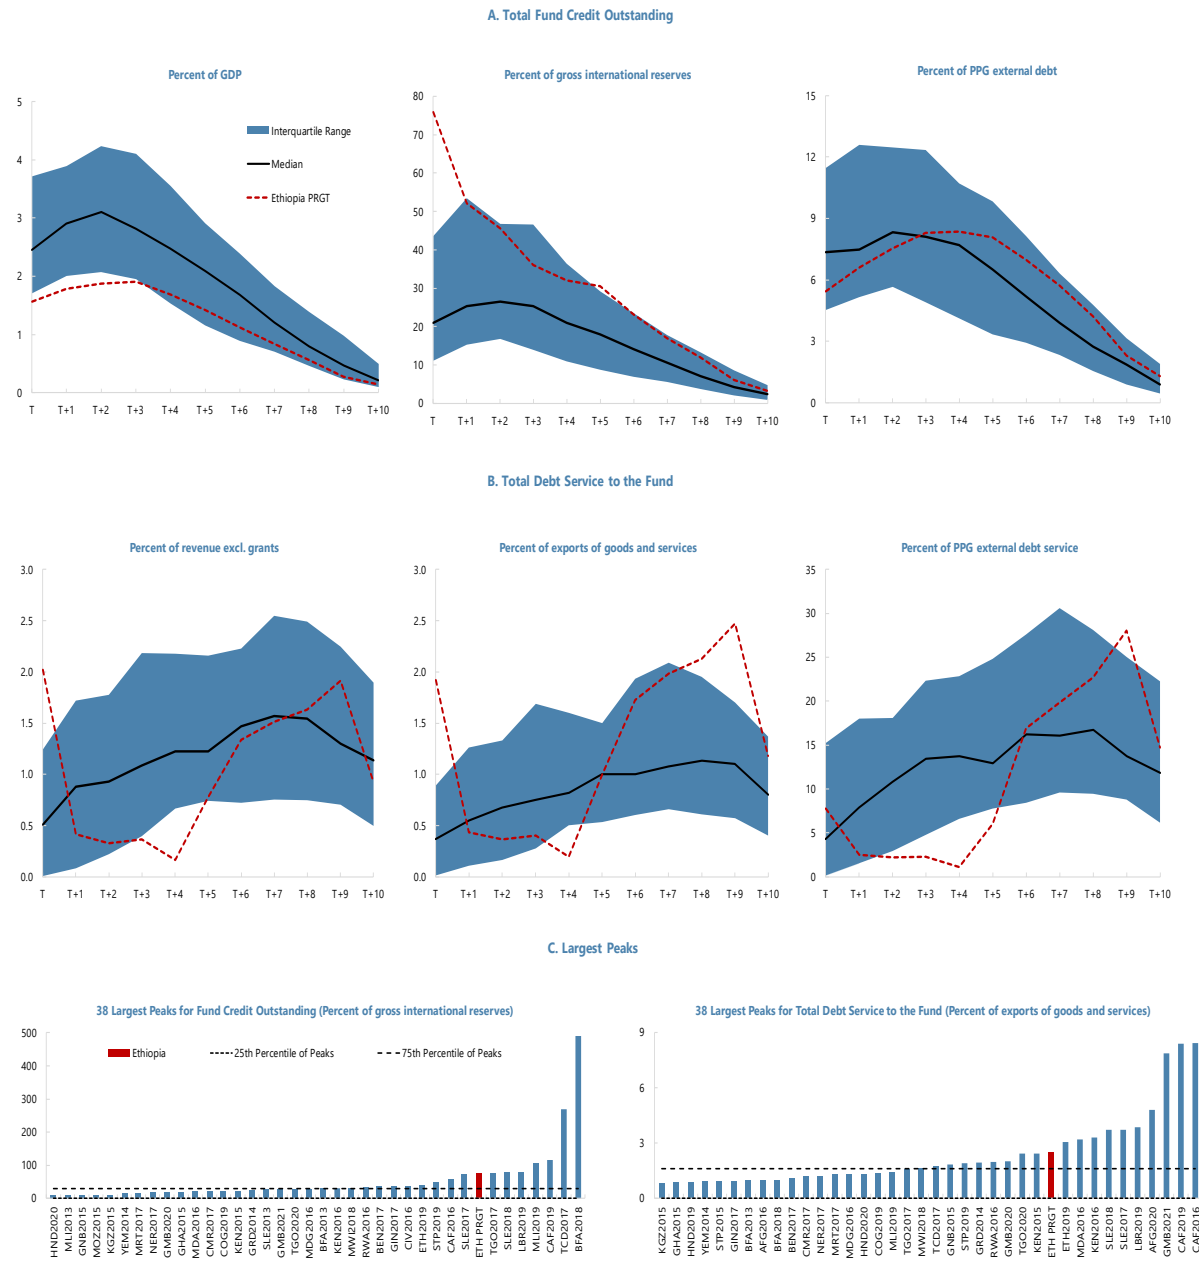 A. Total Fund Credit Outstanding
Percent of GDP
Percent of gross international reserves
Percent of PPG external debt
5
4
3
2
1
0
Interquartile Range
Median
Ethiopia PRGT
T T+1 T+2 T+3 T+4 T+5 T+6 T+7 T+8 T+9 T+10
80
70
60
50
40
30
20
10
0
T T+1 T+2 T+3 T+4 T+5 T+6 T+7 T+8 T+9 T+10
15
12
9
6
3
0
T T+1 T+2 T+3 T+4 T+5 T+6 T+7 T+8 T+9 T+10
B. Total Debt Service to the Fund
Percent of revenue excl. grants
Percent of exports of goods and services
Percent of PPG external debt service
3.0
2.5
2.0
1.5
1.0
0.5
0.0
T T+1 T+2 T+3 T+4 T+5 T+6 T+7 T+8 T+9 T+10
3.0
2.5
2.0
1.5
1.0
0.5
0.0
T T+1 T+2 T+3 T+4 T+5 T+6 T+7 T+8 T+9 T+10
35
30
25
20
15
10
5
0
T T+1 T+2 T+3 T+4 T+5 T+6 T+7 T+8 T+9 T+10
C. Largest Peaks
38 Largest Peaks for Fund Credit Outstanding (Percent of gross international reserves)
500
400
300
200
100
0
Ethiopia
25th Percentile of Peaks
75th Percentile of Peaks
HND2020
MLI2013
GNB2015
MOZ2015
KGZ2015
YEM2014
MRT2017
NER2017
GMB2020
GHA2015
MDA2016
CMR2017
COG2019
KEN2015
GRD2014
SLE2013
GMB2021
TGO2020
MDG2016
BFA2013
KEN2016
MWI2018
RWA2016
BEN2017
GIN2017
CIV2016
ETH2019
STP2019
CAF2016
SLE2017
ETH PRGT
TGO2017
SLE2018
LBR2019
MLI2019
CAF2019
TCD2017
BFA2018
38 Largest Peaks for Total Debt Service to the Fund (Percent of exports of goods and services)
9
6
3
0
KGZ2015
GHA2015
HND2019
YEM2014
STP2015
GIN2017
BFA2013
AFG2016
BFA2018
BEN2017
CMR2017
NER2017
MRT2017
MDG2016
HND2020
COG2019
MLI2019
TGO2017
MWI2018
TCD2017
GNB2015
STP2019
GRD2014
RWA2016
GMB2020
TGO2020
KEN2015
ETH PRGT
ETH2019
MDA2016
KEN2016
SLE2018
SLE2017
LBR2019
AFG2020
GMB2021
CAF2019
CAF2016